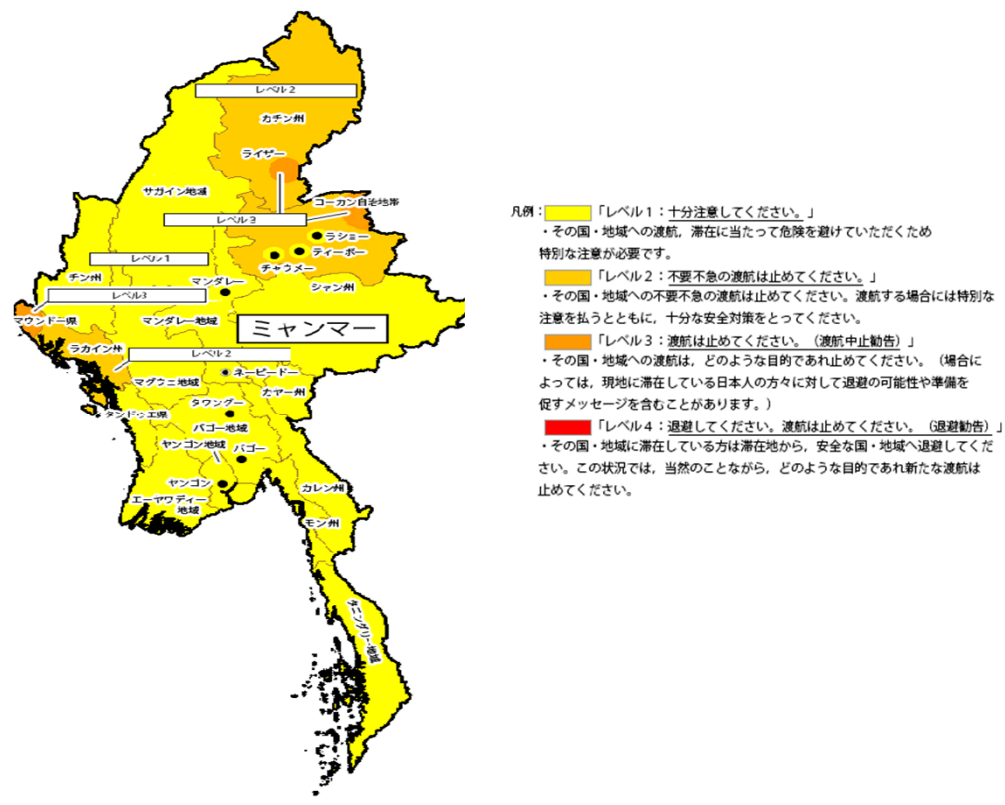 レベル2
カチン州
ライザー
サガイン地域
コーカン自治地帯
レベル3
ラショー
ティーボー
チャウメー
レベル1
チン州
マンダレー
シャン州
レベル3
マウンドー県
マンダレー地域
ミャンマー
ラカイン州
レベル2
ネーピードー
マグウェ地域
カヤー州
タウングー
タンドゥエ県
バゴー地域
ヤンゴン地域
バゴー
ヤンゴン
カレン州
エーヤワディー
地域
モン州
タニンダリー地域
凡例：「レベル１：十分注意してください。」
・その国・地域への渡航，滞在に当たって危険を避けていただくため
特別な注意が必要です。
「レベル２：不要不急の渡航は止めてください。」
・その国・地域への不要不急の渡航は止めてください。渡航する場合には特別な
注意を払うとともに，十分な安全対策をとってください。
「レベル３：渡航は止めてください。（渡航中止勧告）」
・その国・地域への渡航は，どのような目的であれ止めてください。（場合に
よっては，現地に滞在している日本人の方々に対して退避の可能性や準備を
促すメッセージを含むことがあります。）
「レベル４：退避してください。渡航は止めてください。（退避勧告）」
・その国・地域に滞在している方は滞在地から，安全な国・地域へ退避してくだ
さい。この状況では，当然のことながら，どのような目的であれ新たな渡航は
止めてください。